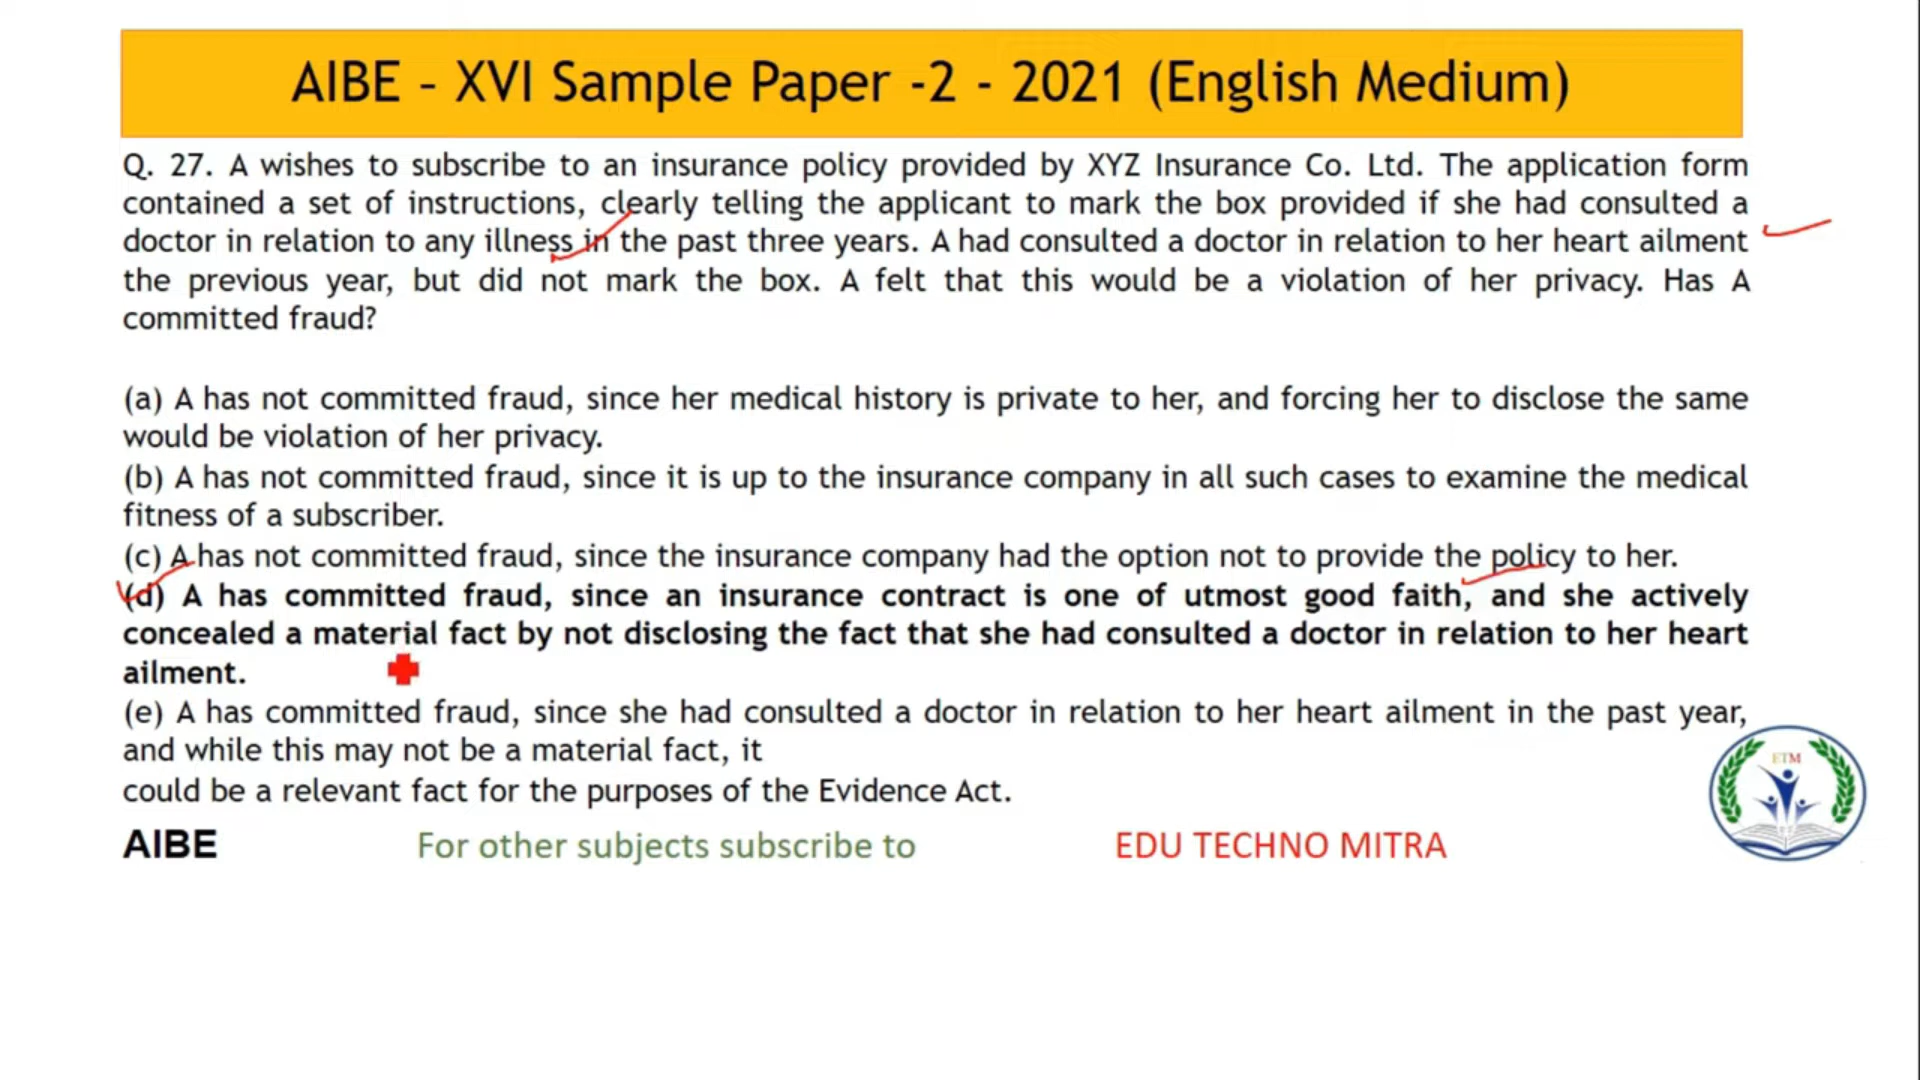 AIBE – XVI Sample Paper -2 - 2021 (English Medium)
Q. 27. A wishes to subscribe to an insurance policy provided by XYZ Insurance Co. Ltd. The application form
contained a set of instructions, clearly telling the applicant to mark the box provided if she had consulted a
doctor in relation to any illness in the past three years. A had consulted a doctor in relation to her heart ailment
the previous year, but did not mark the box. A felt that this would be a violation of her privacy. Has A
committed fraud?
(a) A has not committed fraud, since her medical history is private to her, and forcing her to disclose the same
would be violation of her privacy.
(b) A has not committed fraud, since it is up to the insurance company in all such cases to examine the medical
fitness of a subscriber.
(c) A has not committed fraud, since the insurance company had the option not to provide the policy to her.
(d) A has committed fraud, since an insurance contract is one of utmost good faith, and she actively
concealed a material fact by not disclosing the fact that she had consulted a doctor in relation to her heart
ailment.
(e) A has committed fraud, since she had consulted a doctor in relation to her heart ailment in the past year,
and while this may not be a material fact, it
could be a relevant fact for the purposes of the Evidence Act.
ETM
AIBE For other subjects subscribe to EDU TECHNO MITRA